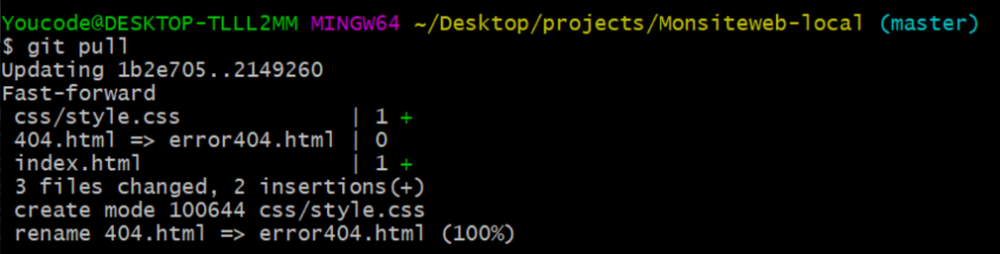 Youcode@DESKTOP-TLLL2MM MINGW64 ~/Desktop/projects/Monsiteweb-local (master)
$ git pull
Updating 1b2e705..2149260
Fast-forward
 css/style.css            | 1 +
 404.html => error404.html | 0
 index.html               | 1 +
 3 files changed, 2 insertions(+)
 create mode 100644 css/style.css
 rename 404.html => error404.html (100%)